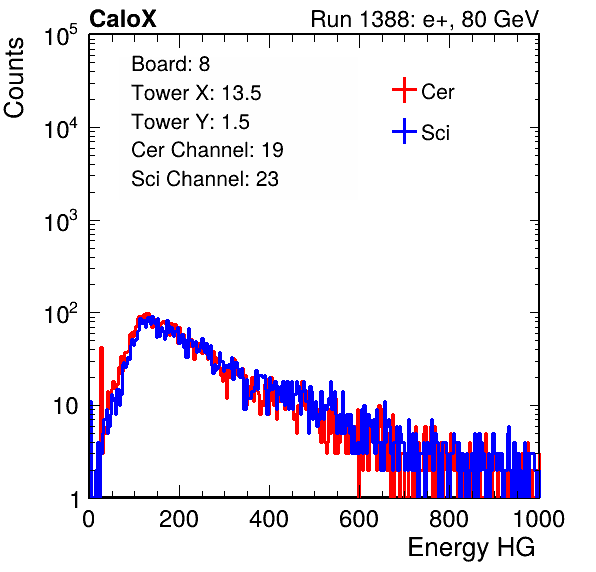 CaloX Run 1388: e+, 80 GeV
Counts
Board: 8
Tower X: 13.5
Tower Y: 1.5
Cer Channel: 19
Sci Channel: 23
Cer
Sci
10^5
10^4
10^3
10^2
10
1
0 200 400 600 800 1000
Energy HG